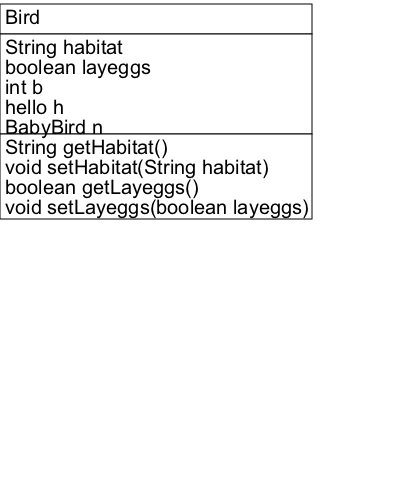 Bird
String habitat
boolean layeggs
int b
hello h
BabyBird n
String getHabitat()
void setHabitat(String habitat)
boolean getLayeggs()
void setLayeggs(boolean layeggs)